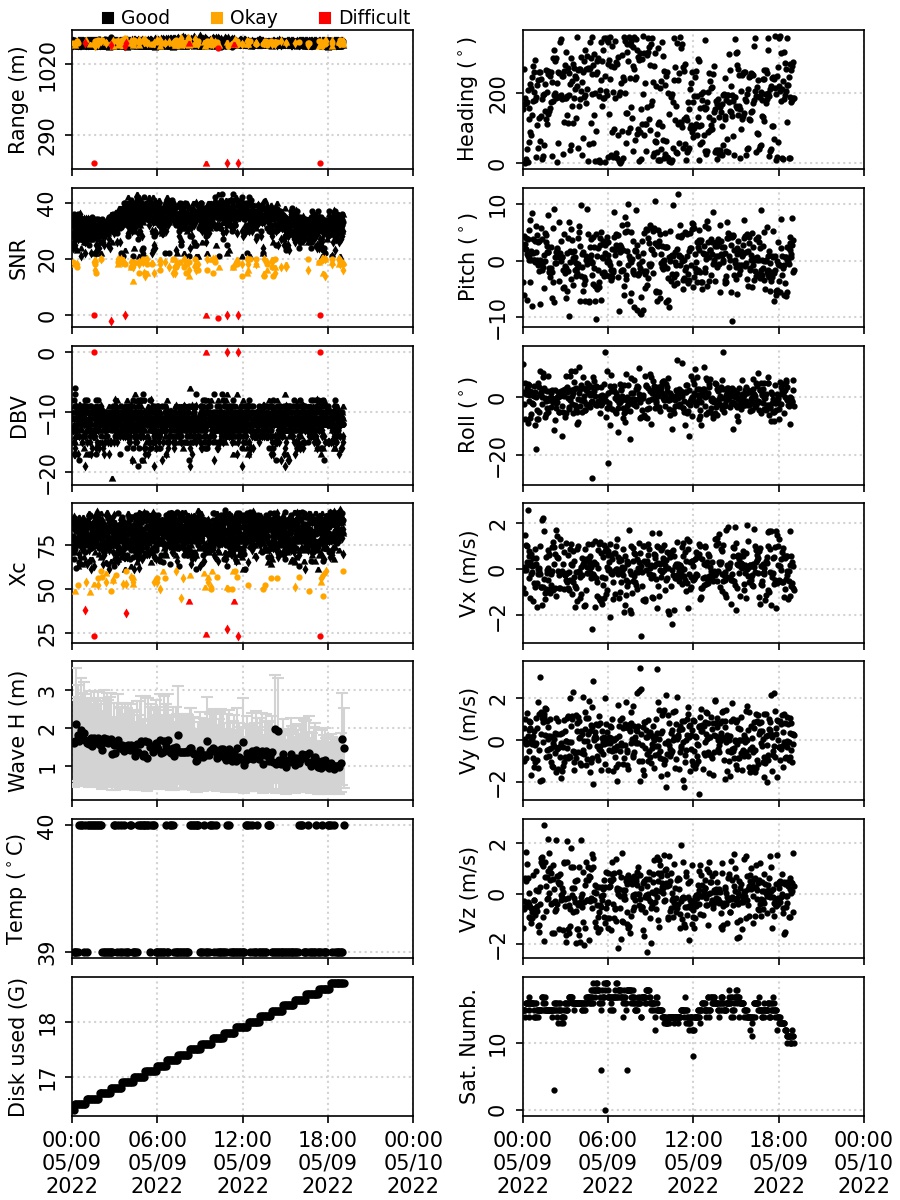 Good Okay Difficult
Range (m)
1020
290
Heading (°)
200
0
SNR
40
20
0
Pitch (°)
10
0
−10
DBV
0
−10
−20
Roll (°)
0
−20
Xc
75
50
25
Vx (m/s)
2
0
−2
Wave H (m)
3
2
1
Vy (m/s)
2
0
−2
Temp (°C)
40
39
Vz (m/s)
2
0
−2
Disk used (G)
18
17
Sat. Numb.
10
0
00:00 06:00 12:00 18:00 00:00
05/09 05/09 05/09 05/09 05/10
2022 2022 2022 2022 2022
00:00 06:00 12:00 18:00 00:00
05/09 05/09 05/09 05/09 05/10
2022 2022 2022 2022 2022